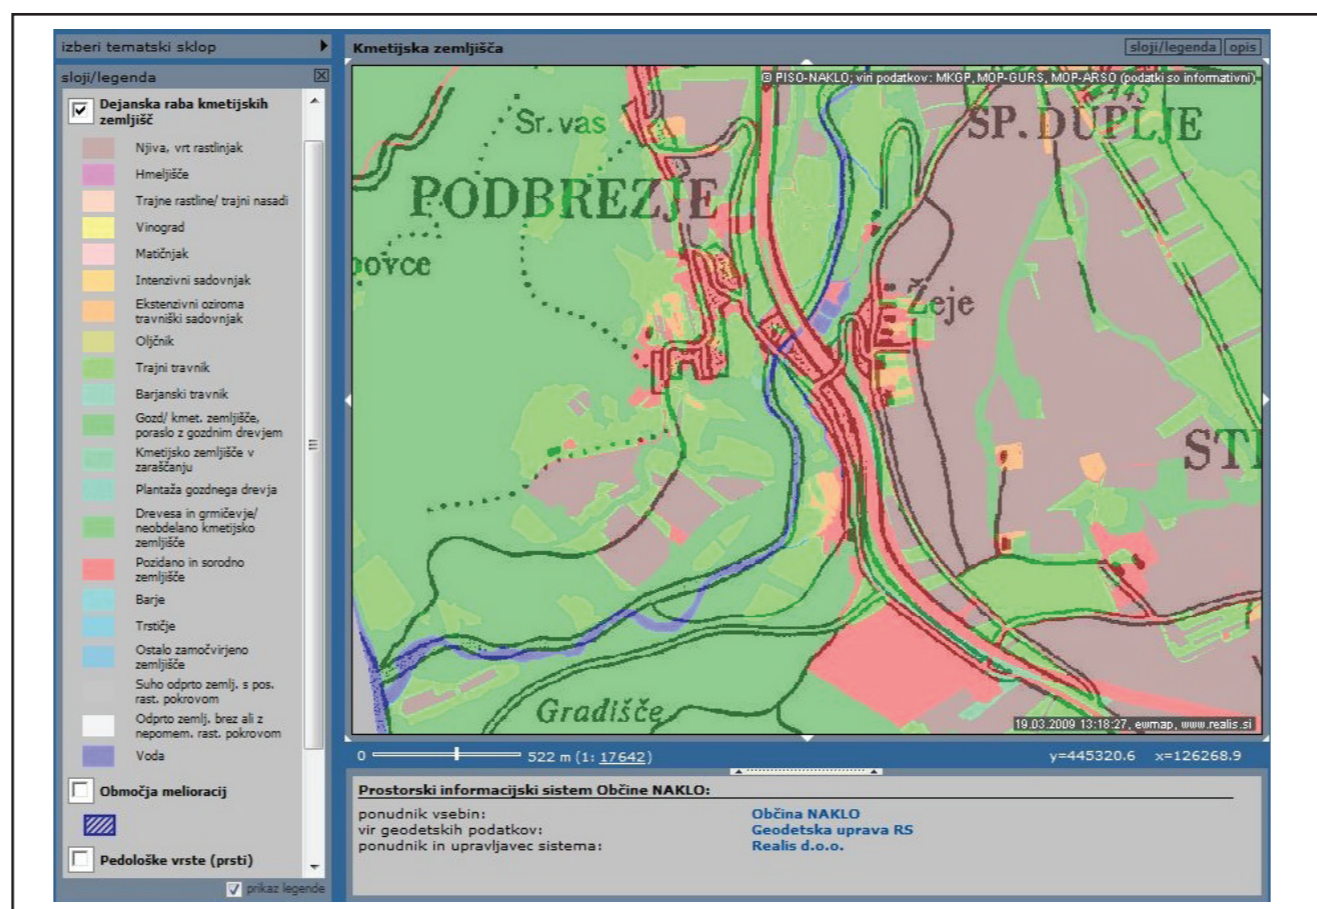 izberi tematski sklop
sloji/legenda
Dejanska raba kmetijskih
zemljišč
Njiva, vrt rastlinjak
Hmeljišče
Trajne rastline/ trajni nasadi
Vinograd
Matičnjak
Intenzivni sadovnjak
Ekstenzivni oziroma
travniški sadovnjak
Oljčnik
Trajni travnik
Barjanski travnik
Gozd/ kmet. zemljišče,
poraslo z gozdnim drevjem
Kmetijsko zemljišče v
zaraščanju
Plantaža gozdnega drevja
Drevesa in grmičevje/
neobdelano kmetijsko
zemljišče
Pozidano in sorodno
zemljišče
Barje
Trstičje
Ostalo zamočvirjeno
zemljišče
Suho odprto zemlj. s pos.
rast. pokrovom
Odprto zemlj. brez ali z
nepomem. rast. pokrovom
Voda
Območja melioracij
Pedološke vrste (prsti)
prikaz legende
Kmetijska zemljišča
sloji/legenda opis
© PISO-NAKLO; viri podatkov: MKGP, MOP-GURS, MOP-ARSO (podatki so informativni)
445
Sr. vas
SP. DUPLJE
PODBREZJE
povce
Žeje
ST
Gradišče
19.03.2009 13:18:27, ewmap, www.realis.si
0 522 m (1: 17642) y=445320.6 x=126268.9
Prostorski informacijski sistem Občine NAKLO:
ponudnik vsebin: Občina NAKLO
vir geodetskih podatkov: Geodetska uprava RS
ponudnik in upravljavec sistema: Realis d.o.o.